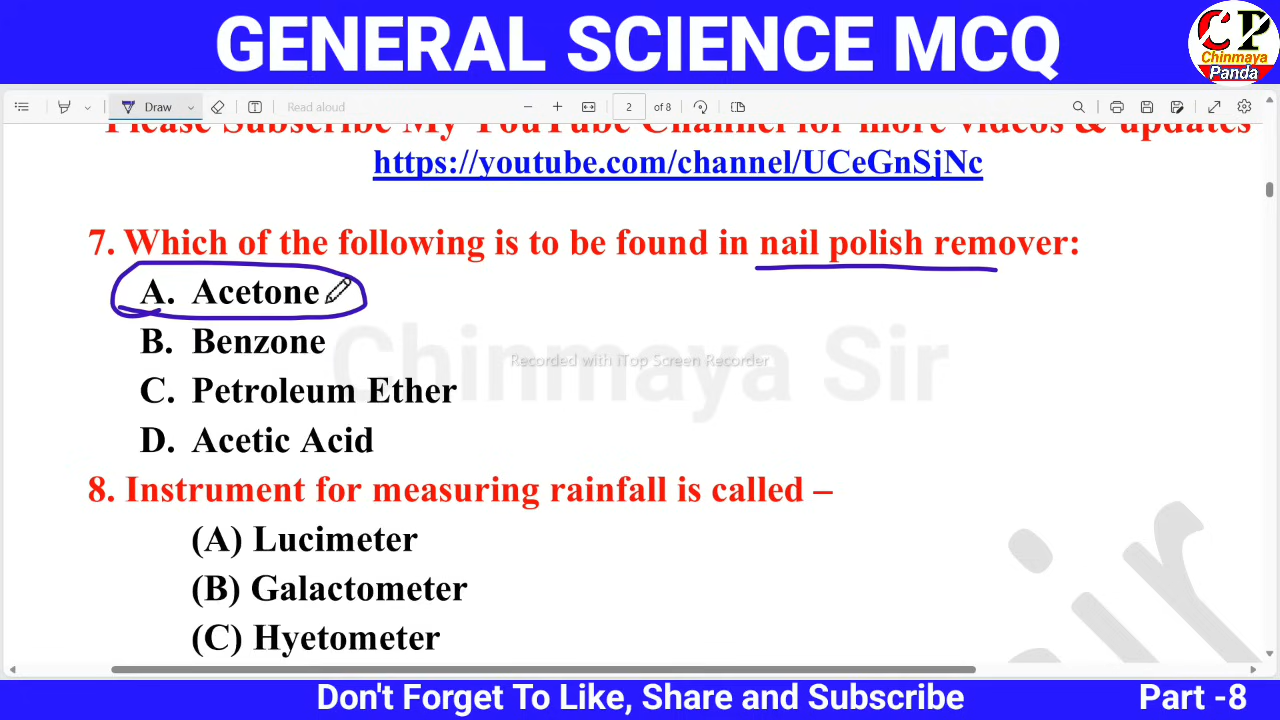 GENERAL SCIENCE MCQ
CP
Chinmaya
Panda
Draw
Read aloud
2 of 8
Please Subscribe My YouTube Channel for more videos & updates
https://youtube.com/channel/UCeGnSjNc
7. Which of the following is to be found in nail polish remover:
A. Acetone
B. Benzone
Chinmaya Sir
Recorded with iTop Screen Recorder
C. Petroleum Ether
D. Acetic Acid
8. Instrument for measuring rainfall is called –
(A) Lucimeter
(B) Galactometer
(C) Hyetometer
Sir
Don't Forget To Like, Share and Subscribe
Part -8